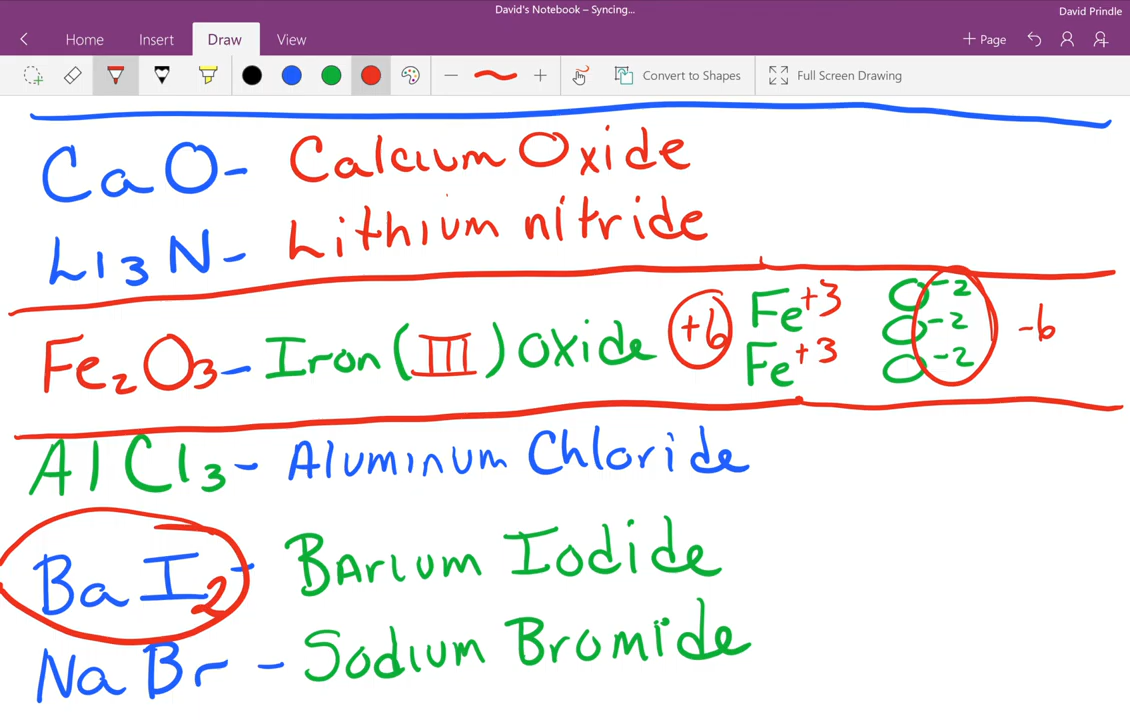 David's Notebook – Syncing...
David Prindle
Home Insert Draw View + Page
Convert to Shapes Full Screen Drawing
CaO- Calcium Oxide
Li3N- Lithium nitride
Fe2O3- Iron (III) Oxide +6 Fe+3 O-2
O-2 -6
Fe+3 O-2
AlCl3- Aluminum Chloride
BaI2- Barium Iodide
NaBr - Sodium Bromide